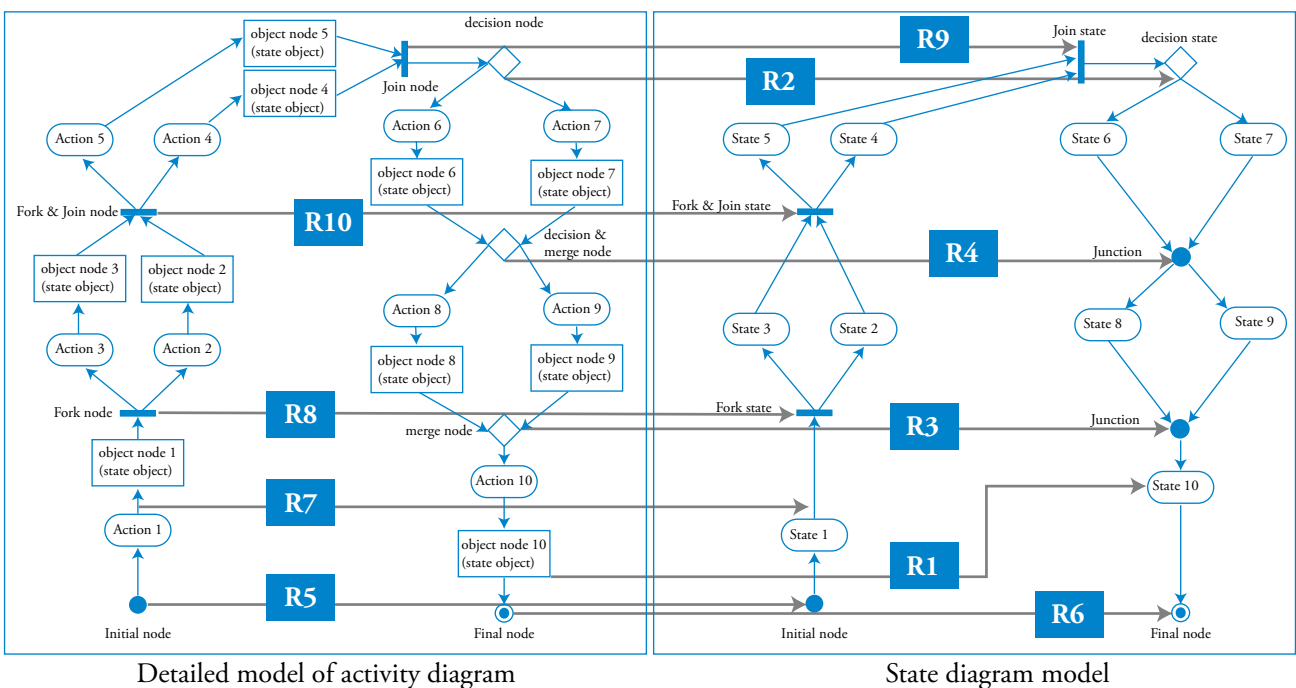 decision node
object node 5
(state object)
object node 4
(state object)
Join node
Action 5
Action 4
Action 6
Action 7
object node 6
(state object)
object node 7
(state object)
Fork & Join node
decision &
merge node
object node 3
(state object)
object node 2
(state object)
Action 8
Action 9
Action 3
Action 2
object node 8
(state object)
object node 9
(state object)
Fork node
merge node
object node 1
(state object)
Action 10
Action 1
object node 10
(state object)
Initial node
Final node
R9
R2
R10
R4
R8
R3
R7
R1
R5
R6
Join state
decision state
State 5
State 4
State 6
State 7
Fork & Join state
Junction
State 3
State 2
State 8
State 9
Fork state
Junction
State 10
State 1
Initial node
Final node
Detailed model of activity diagram
State diagram model